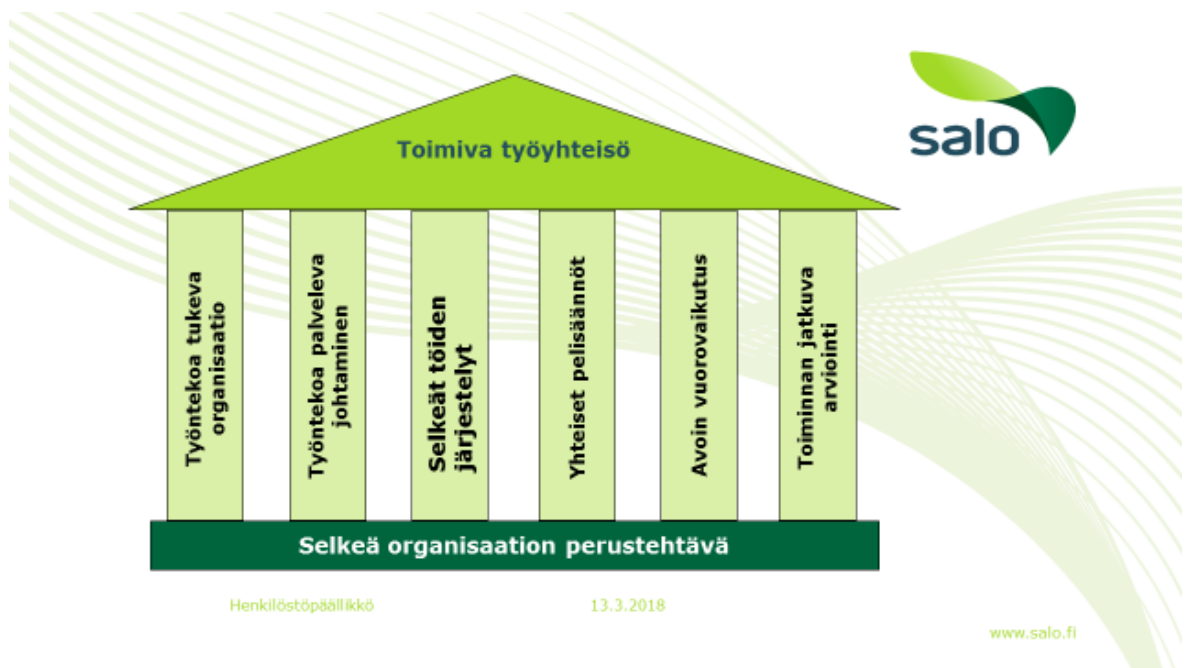 Toimiva työyhteisö
salo
Työntekoa tukeva
organisaatio
Työntekoa palveleva
johtaminen
Selkeät töiden
järjestelyt
Yhteiset pelisäännöt
Avoin vuorovaikutus
Toiminnan jatkuva
arviointi
Selkeä organisaation perustehtävä
Henkilöstöpäällikkö
13.3.2018
www.salo.fi